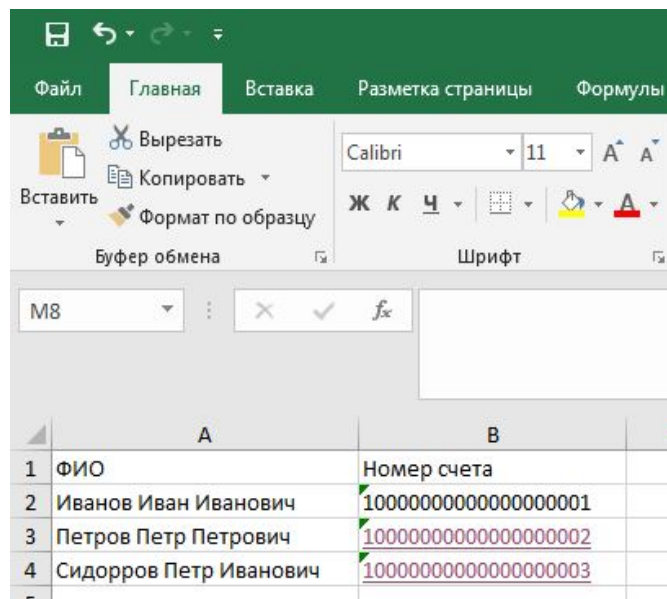 Файл Главная Вставка Разметка страницы Формулы
Вставить
Вырезать
Копировать
Формат по образцу
Буфер обмена
Calibri 11 A A
Ж К Ч A
Шрифт
M8 fx
A B
1 ФИО Номер счета
2 Иванов Иван Иванович 10000000000000000001
3 Петров Петр Петрович 10000000000000000002
4 Сидорров Петр Иванович 10000000000000000003